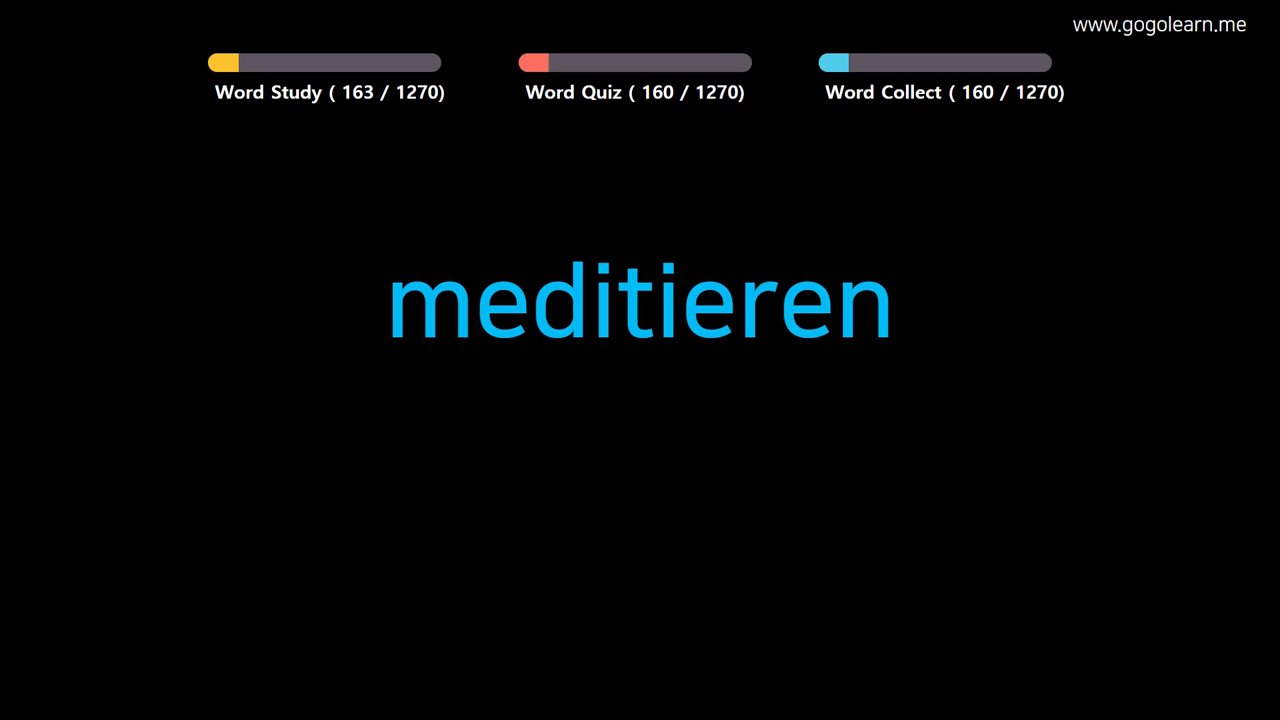 www.gogolearn.me
Word Study ( 163 / 1270)
Word Quiz ( 160 / 1270)
Word Collect ( 160 / 1270)
meditieren